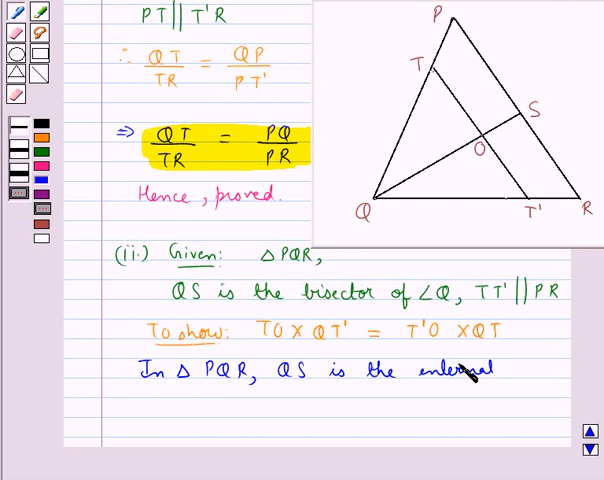 PT || T'R
∴ QT/TR = QP/PT'
⇒ QT/TR = PQ/PR
Hence, proved.
P
T
S
O
Q
T'
R
(ii.) Given: △ PQR,
QS is the bisector of ∠Q, TT' || PR
To show: TO × QT' = T'O × QT
In △ PQR, QS is the internal